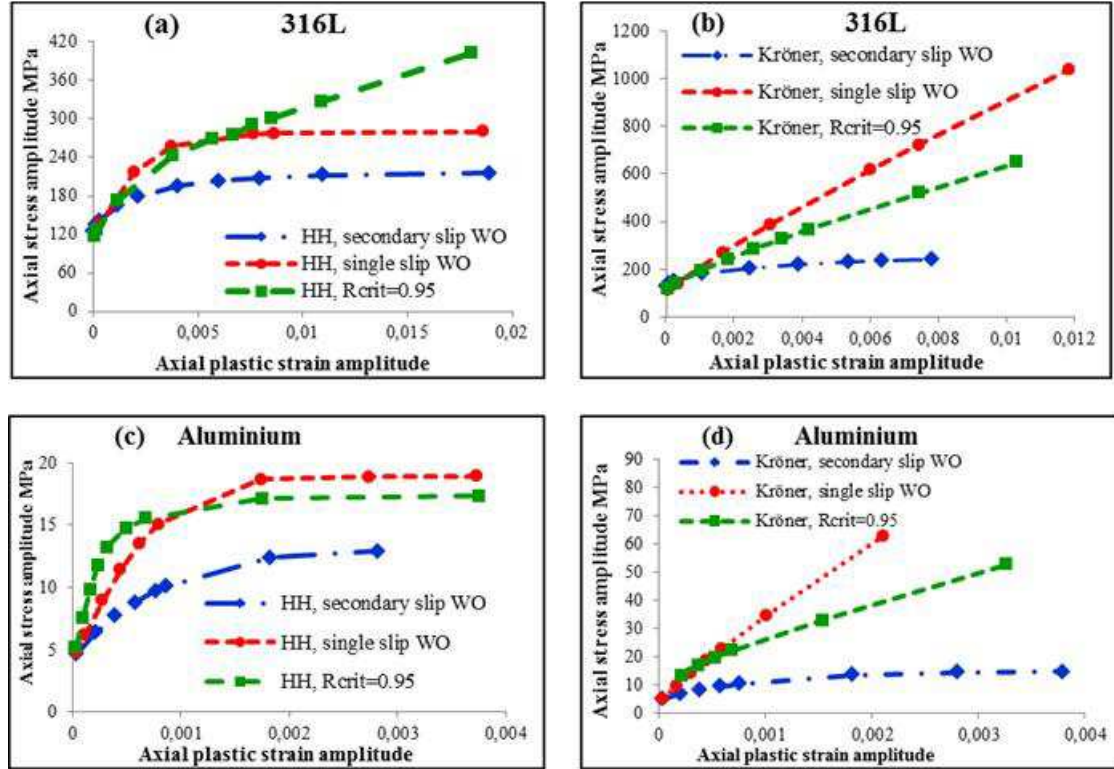 (a) 316L
Axial stress amplitude MPa
420
360
300
240
180
120
60
0
HH, secondary slip WO
HH, single slip WO
HH, Rcrit=0.95
0 0,005 0,01 0,015 0,02
Axial plastic strain amplitude
(b) 316L
Axial stress amplitude MPa
1200
1000
800
600
400
200
0
Kröner, secondary slip WO
Kröner, single slip WO
Kröner, Rcrit=0.95
0 0,002 0,004 0,006 0,008 0,01 0,012
Axial plastic strain amplitude
(c) Aluminium
Axial stress amplitude MPa
20
15
10
5
0
HH, secondary slip WO
HH, single slip WO
HH, Rcrit=0.95
0 0,001 0,002 0,003 0,004
Axial plastic strain amplitude
(d) Aluminium
Axial stress amplitude MPa
90
80
70
60
50
40
30
20
10
0
Kröner, secondary slip WO
Kröner, single slip WO
Kröner, Rcrit=0.95
0 0,001 0,002 0,003 0,004
Axial plastic strain amplitude